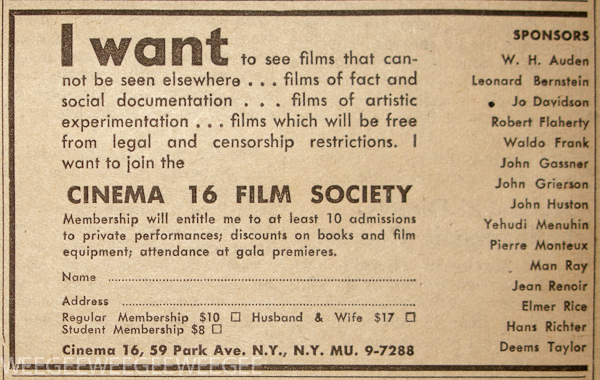 I want to see films that can-
not be seen elsewhere . . . films of fact and
social documentation . . . films of artistic
experimentation . . . films which will be free
from legal and censorship restrictions. I
want to join the
CINEMA 16 FILM SOCIETY
Membership will entitle me to at least 10 admissions
to private performances; discounts on books and film
equipment; attendance at gala premieres.
Name
Address
Regular Membership $10 □ Husband & Wife $17 □
Student Membership $8 □
Cinema 16, 59 Park Ave. N.Y., N.Y. MU. 9-7288
SPONSORS
W. H. Auden
Leonard Bernstein
Jo Davidson
Robert Flaherty
Waldo Frank
John Gassner
John Grierson
John Huston
Yehudi Menuhin
Pierre Monteux
Man Ray
Jean Renoir
Elmer Rice
Hans Richter
Deems Taylor
WEEGEEWEEGEEWEEGEE